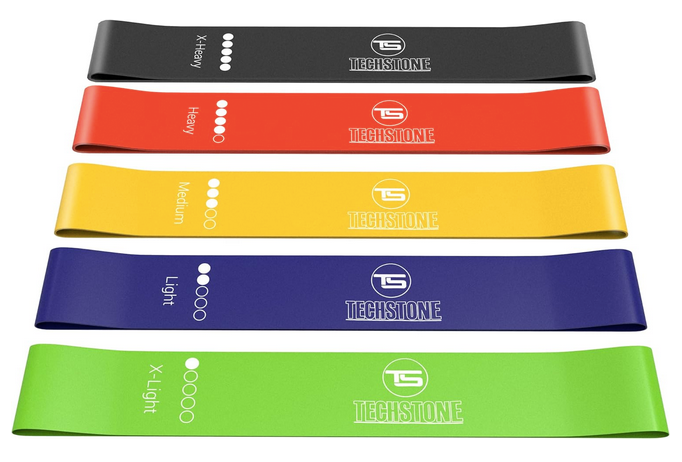 X-Heavy
TS
TECHSTONE
Heavy
TS
TECHSTONE
Medium
TS
TECHSTONE
Light
TS
TECHSTONE
X-Light
TS
TECHSTONE